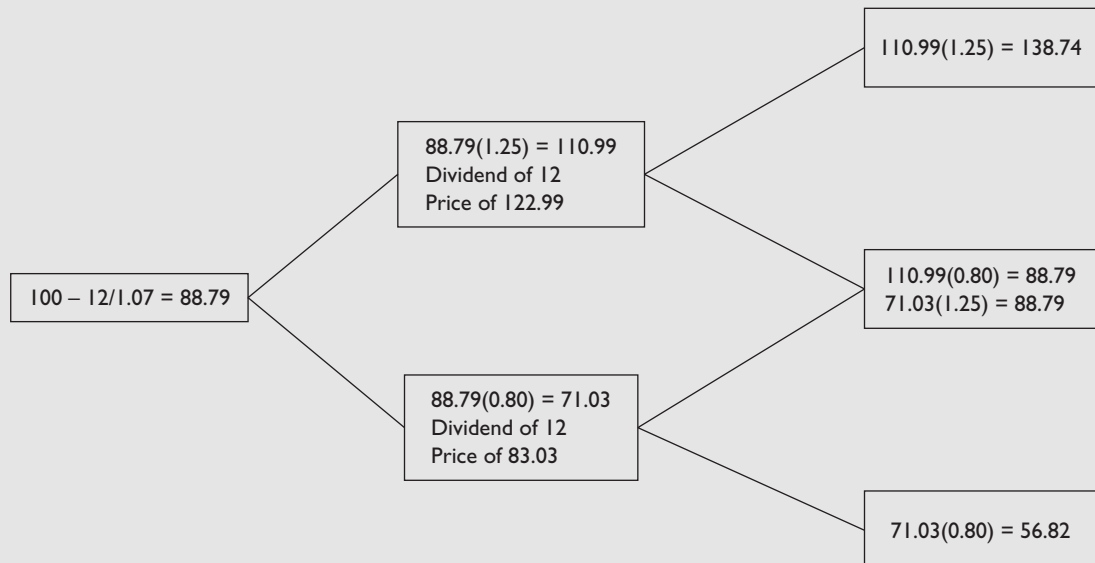 110.99(1.25) = 138.74
88.79(1.25) = 110.99
Dividend of 12
Price of 122.99
100 – 12/1.07 = 88.79
110.99(0.80) = 88.79
71.03(1.25) = 88.79
88.79(0.80) = 71.03
Dividend of 12
Price of 83.03
71.03(0.80) = 56.82